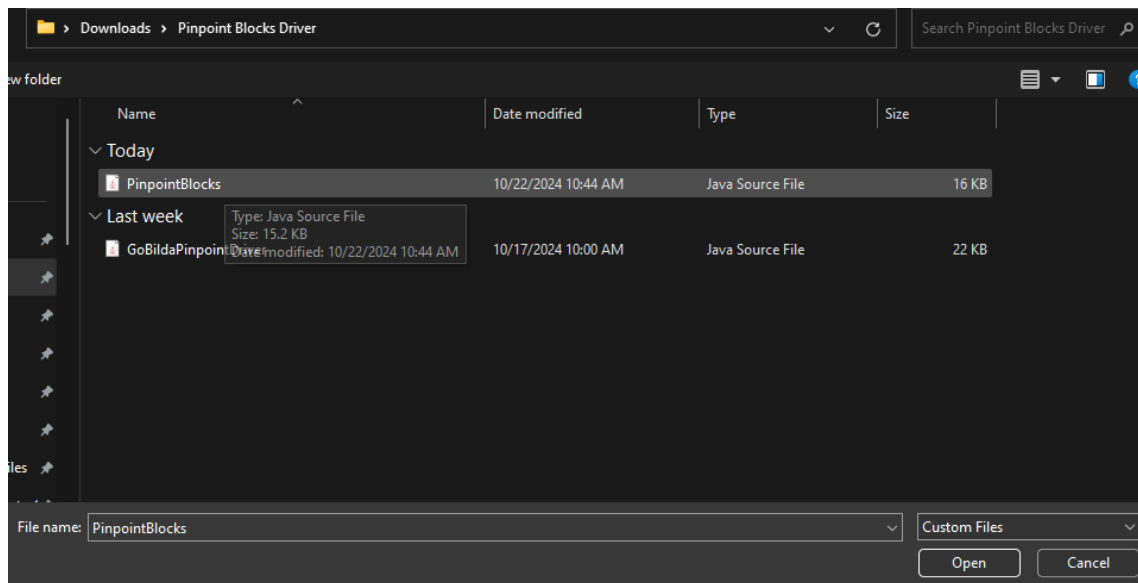 Downloads > Pinpoint Blocks Driver
Search Pinpoint Blocks Driver
ew folder
Name Date modified Type Size
Today
PinpointBlocks 10/22/2024 10:44 AM Java Source File 16 KB
Last week
Type: Java Source File
Size: 15.2 KB
Date modified: 10/22/2024 10:44 AM
GoBildaPinpointDriver 10/17/2024 10:00 AM Java Source File 22 KB
iles
File name: PinpointBlocks Custom Files
Open Cancel